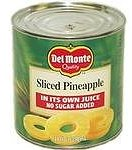 Del Monte
Quality
Sliced Pineapple
IN ITS OWN JUICE
NO SUGAR ADDED